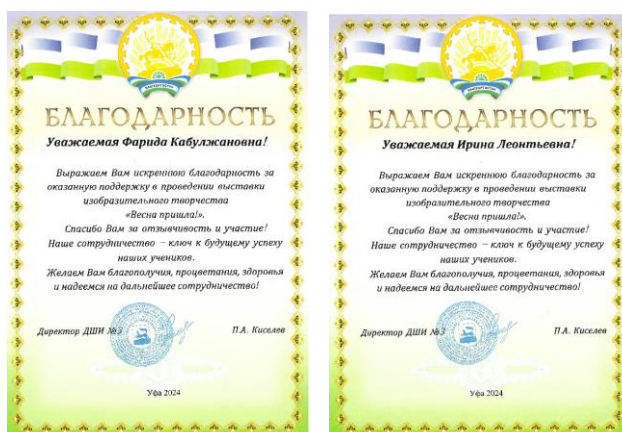 БЛАГОДАРНОСТЬ
Уважаемая Фарида Кабулжановна!
Выражаем Вам искреннюю благодарность за
оказанную поддержку в проведении выставки
изобразительного творчества
«Весна пришла!».
Спасибо Вам за отзывчивость и участие!
Наше сотрудничество – ключ к будущему успеху
наших учеников.
Желаем Вам благополучия, процветания, здоровья
и надеемся на дальнейшее сотрудничество!
Директор ДШИ №3 П.А. Киселев
Уфа 2024
БЛАГОДАРНОСТЬ
Уважаемая Ирина Леонтьевна!
Выражаем Вам искреннюю благодарность за
оказанную поддержку в проведении выставки
изобразительного творчества
«Весна пришла!».
Спасибо Вам за отзывчивость и участие!
Наше сотрудничество – ключ к будущему успеху
наших учеников.
Желаем Вам благополучия, процветания, здоровья
и надеемся на дальнейшее сотрудничество!
Директор ДШИ №3 П.А. Киселев
Уфа 2024